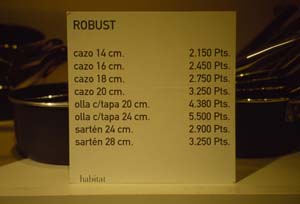 ROBUST
cazo 14 cm. 2.150 Pts.
cazo 16 cm. 2.450 Pts.
cazo 18 cm. 2.750 Pts.
cazo 20 cm. 3.250 Pts.
olla c/tapa 20 cm. 4.380 Pts.
olla c/tapa 24 cm. 5.500 Pts.
sartén 24 cm. 2.900 Pts.
sartén 28 cm. 3.250 Pts.
habitat